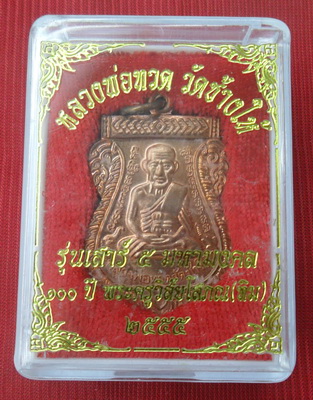 หลวงพ่อทวด วัดช้างให้
รุ่นเสาร์ ๕ มหามงคล
๑๐๐ ปี พระครูวิสัยโสภณ(ทิม)
๒๕๕๕